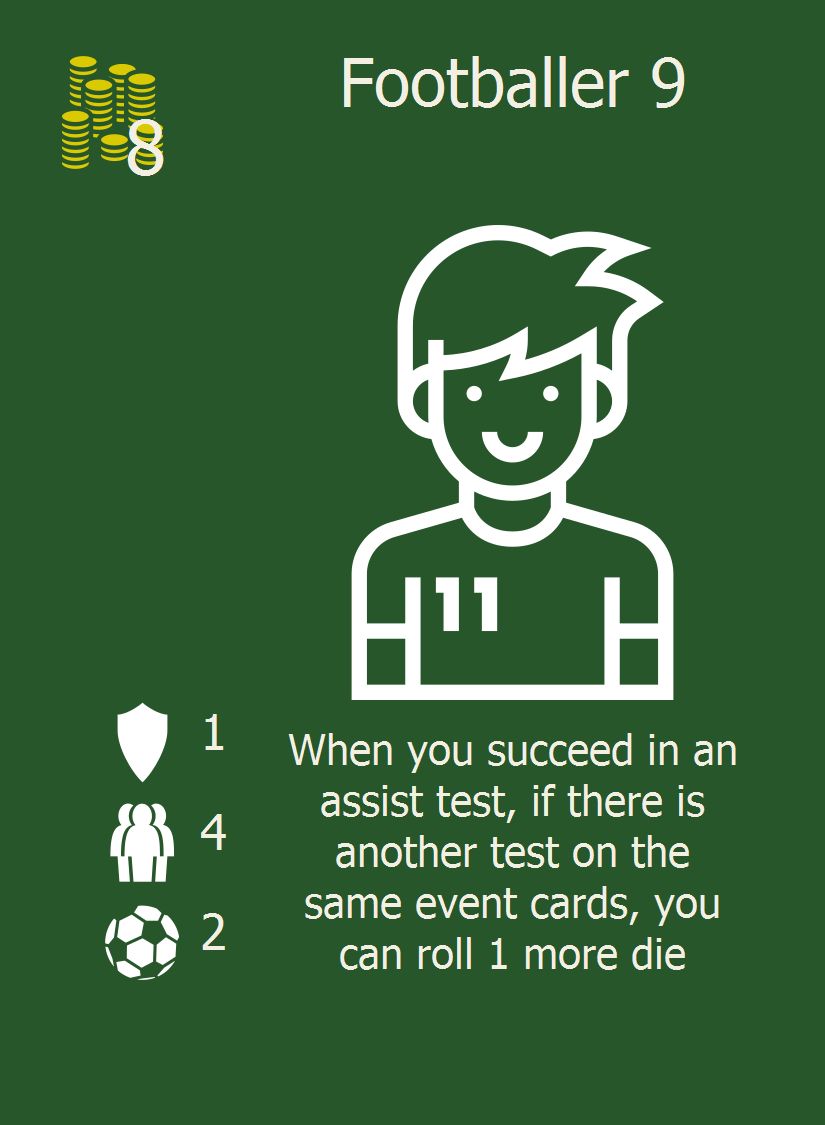 Footballer 9
8
11
1
When you succeed in an
assist test, if there is
4
another test on the
same event cards, you
2
can roll 1 more die